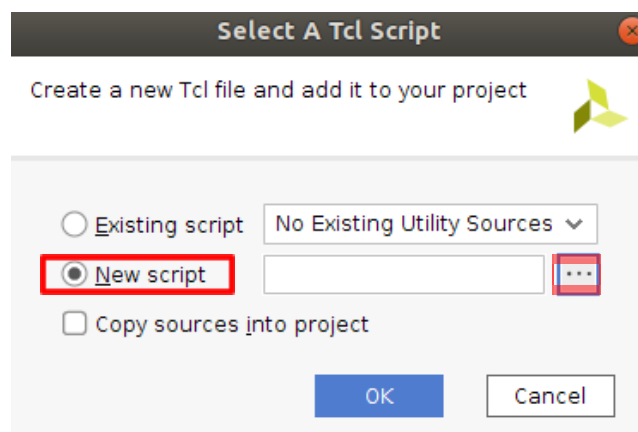 Select A Tcl Script
Create a new Tcl file and add it to your project
Existing script No Existing Utility Sources
New script ...
Copy sources into project
OK Cancel